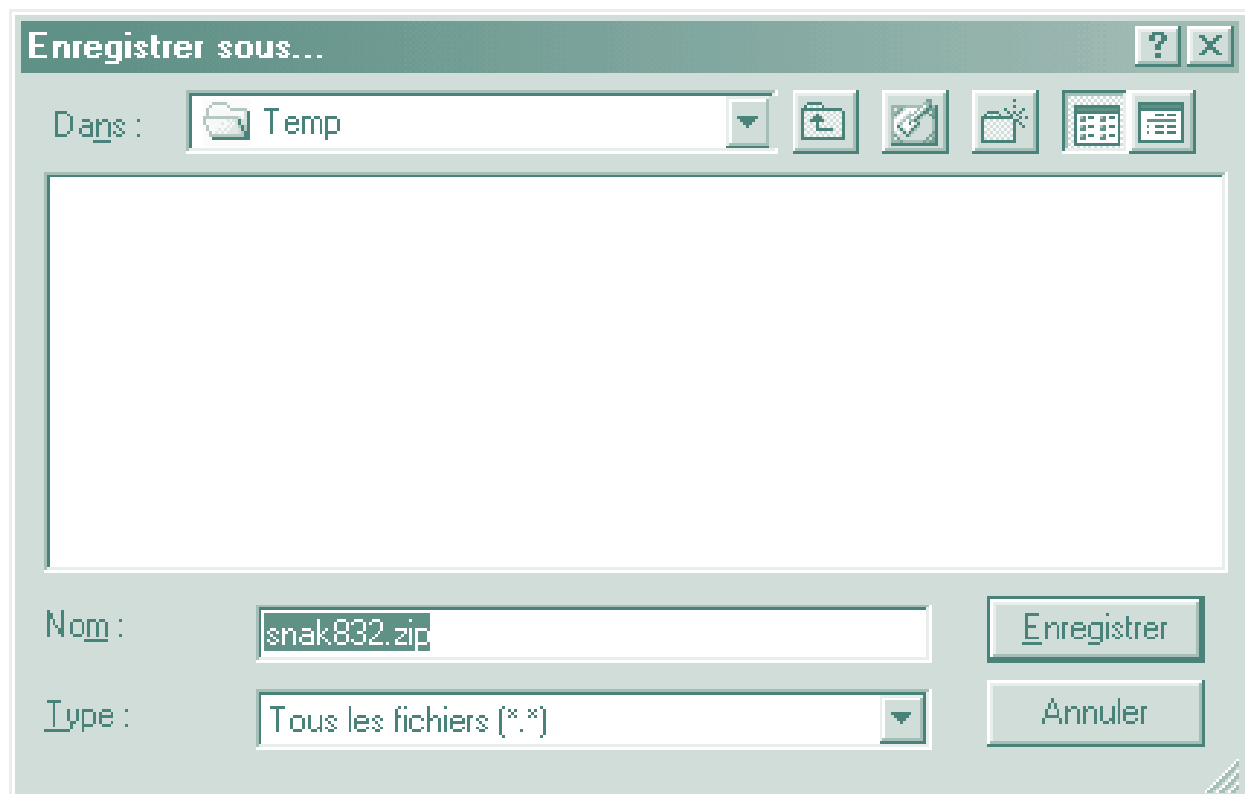 Enregistrer sous...
Dans : Temp
Nom : snak832.zip Enregistrer
Type : Tous les fichiers (*.*) Annuler